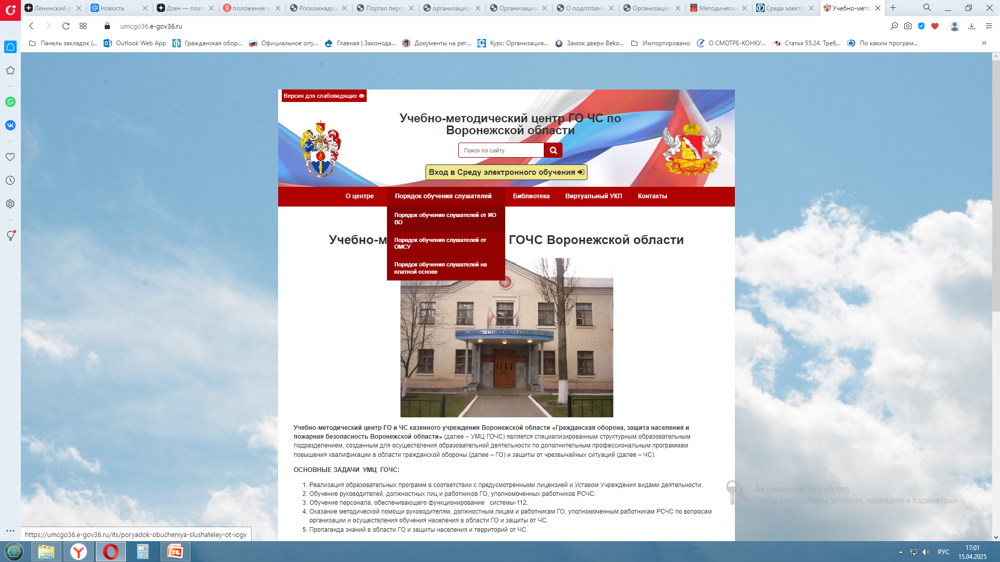 Ленинский р
Новость
Дзен — плат
положение о
Роскомнадзо
Портал перс
организацио
Организацио
О подготовке
Организацио
Методически
Среда электр
Учебно-мето
umcgo36.e-gov36.ru
Панель закладок (...
Outlook Web App
Гражданская обор...
Официальное опу...
Главная | Законода...
Документы на рег...
Курс: Организация...
Замок двери Beko...
Импортировано
О СМОТРЕ-КОНКУ...
Статья 55.24. Треб...
По каким програм...
Версия для слабовидящих
Учебно-методический центр ГО ЧС по
Воронежской области
Поиск по сайту
Вход в Среду электронного обучения
О центре
Порядок обучения слушателей
Библиотека
Виртуальный УКП
Контакты
Порядок обучения слушателей от ИО
ВО
Порядок обучения слушателей от
ОМСУ
Порядок обучения слушателей на
платной основе
Учебно-м ГОЧС Воронежской области
СПАСЕНИЕ • ПОМОЩЬ
Учебно-методический центр ГО и ЧС казенного учреждения Воронежской области «Гражданская оборона, защита населения и
пожарная безопасность Воронежской области» (далее – УМЦ ГОЧС) является специализированным структурным образовательным
подразделением, созданным для осуществления образовательной деятельности по дополнительным профессиональным программам
повышения квалификации в области гражданской обороны (далее – ГО) и защиты от чрезвычайных ситуаций (далее – ЧС).
ОСНОВНЫЕ ЗАДАЧИ УМЦ ГОЧС:
1. Реализация образовательных программ в соответствии с предусмотренными лицензией и Уставом Учреждения видами деятельности.
2. Обучение руководителей, должностных лиц и работников ГО, уполномоченных работников РСЧС.
3. Обучение персонала, обеспечивающего функционирование системы-112.
4. Оказание методической помощи руководителям, должностным лицам и работникам ГО, уполномоченным работникам РСЧС по вопросам
организации и осуществления обучения населения в области ГО и защиты от ЧС.
5. Пропаганда знаний в области ГО и защиты населения и территорий от ЧС.
Активация Windows
Чтобы активировать Windows, перейдите к параметрам
компьютера.
https://umcgo36.e-gov36.ru/its/poryadok-obucheniya-slushateley-ot-iogv
РУС
17:01
15.04.2025